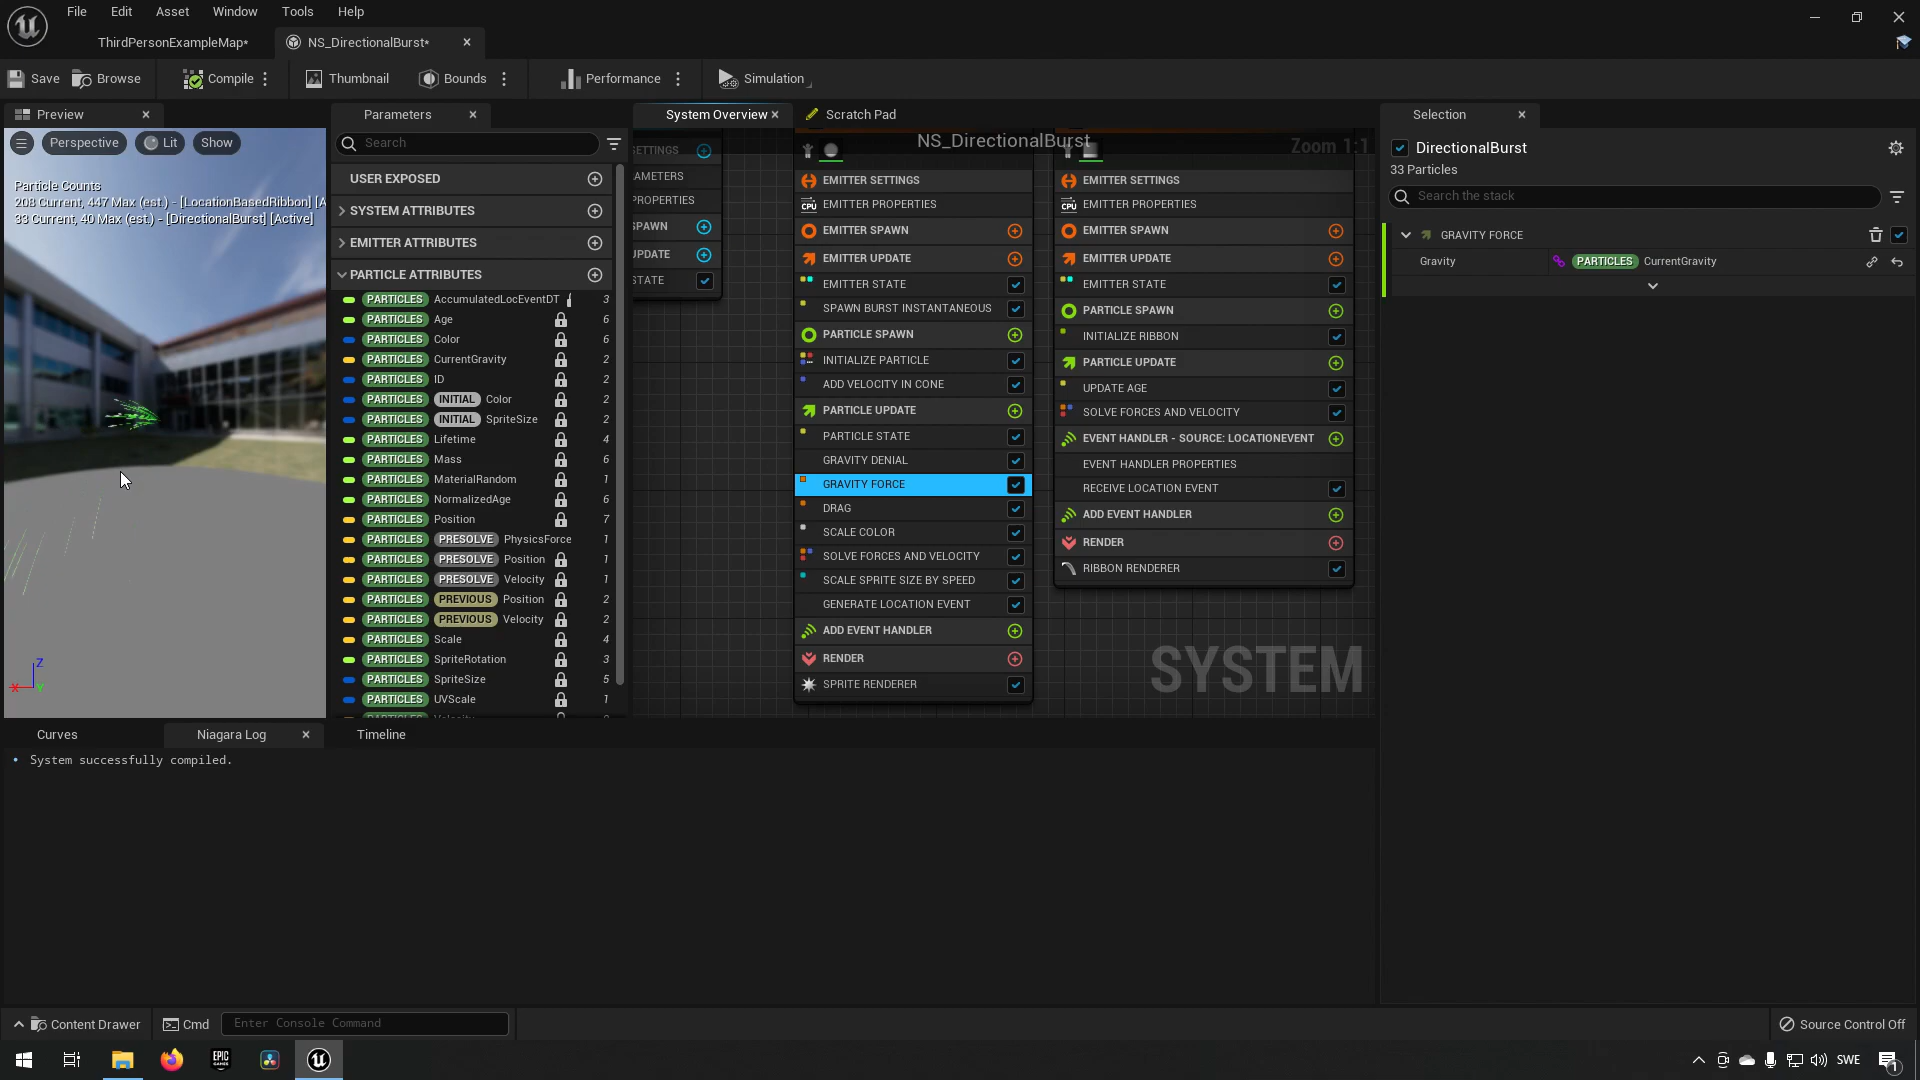 File Edit Asset Window Tools Help
ThirdPersonExampleMap*
NS_DirectionalBurst*
Save Browse Compile Thumbnail Bounds Performance Simulation
Preview
Perspective Lit Show
Particle Counts
208 Current, 447 Max (est.) - [LocationBasedRibbon] [A
33 Current, 40 Max (est.) - [DirectionalBurst] [Active]
Z
X Y
Parameters
Search
USER EXPOSED
SYSTEM ATTRIBUTES
EMITTER ATTRIBUTES
PARTICLE ATTRIBUTES
PARTICLES AccumulatedLocEventDT 3
PARTICLES Age 6
PARTICLES Color 6
PARTICLES CurrentGravity 2
PARTICLES ID 2
PARTICLES INITIAL Color 2
PARTICLES INITIAL SpriteSize 2
PARTICLES Lifetime 4
PARTICLES Mass 6
PARTICLES MaterialRandom 1
PARTICLES NormalizedAge 6
PARTICLES Position 7
PARTICLES PRESOLVE PhysicsForce 1
PARTICLES PRESOLVE Position 1
PARTICLES PRESOLVE Velocity 1
PARTICLES PREVIOUS Position 2
PARTICLES PREVIOUS Velocity 2
PARTICLES Scale 4
PARTICLES SpriteRotation 3
PARTICLES SpriteSize 5
PARTICLES UVScale 1
System Overview
Scratch Pad
NS_DirectionalBurst
Zoom 1:1
ETTINGS
AMETERS
ROPERTIES
SPAWN
UPDATE
STATE
EMITTER SETTINGS
CPU EMITTER PROPERTIES
EMITTER SPAWN
EMITTER UPDATE
EMITTER STATE
SPAWN BURST INSTANTANEOUS
PARTICLE SPAWN
INITIALIZE PARTICLE
ADD VELOCITY IN CONE
PARTICLE UPDATE
PARTICLE STATE
GRAVITY DENIAL
GRAVITY FORCE
DRAG
SCALE COLOR
SOLVE FORCES AND VELOCITY
SCALE SPRITE SIZE BY SPEED
GENERATE LOCATION EVENT
ADD EVENT HANDLER
RENDER
SPRITE RENDERER
EMITTER SETTINGS
CPU EMITTER PROPERTIES
EMITTER SPAWN
EMITTER UPDATE
EMITTER STATE
PARTICLE SPAWN
INITIALIZE RIBBON
PARTICLE UPDATE
UPDATE AGE
SOLVE FORCES AND VELOCITY
EVENT HANDLER - SOURCE: LOCATIONEVENT
EVENT HANDLER PROPERTIES
RECEIVE LOCATION EVENT
ADD EVENT HANDLER
RENDER
RIBBON RENDERER
SYSTEM
Selection
DirectionalBurst
33 Particles
Search the stack
GRAVITY FORCE
Gravity PARTICLES CurrentGravity
Curves Niagara Log Timeline
System successfully compiled.
Content Drawer Cmd Enter Console Command Source Control Off
EPIC GAMES
SWE
1